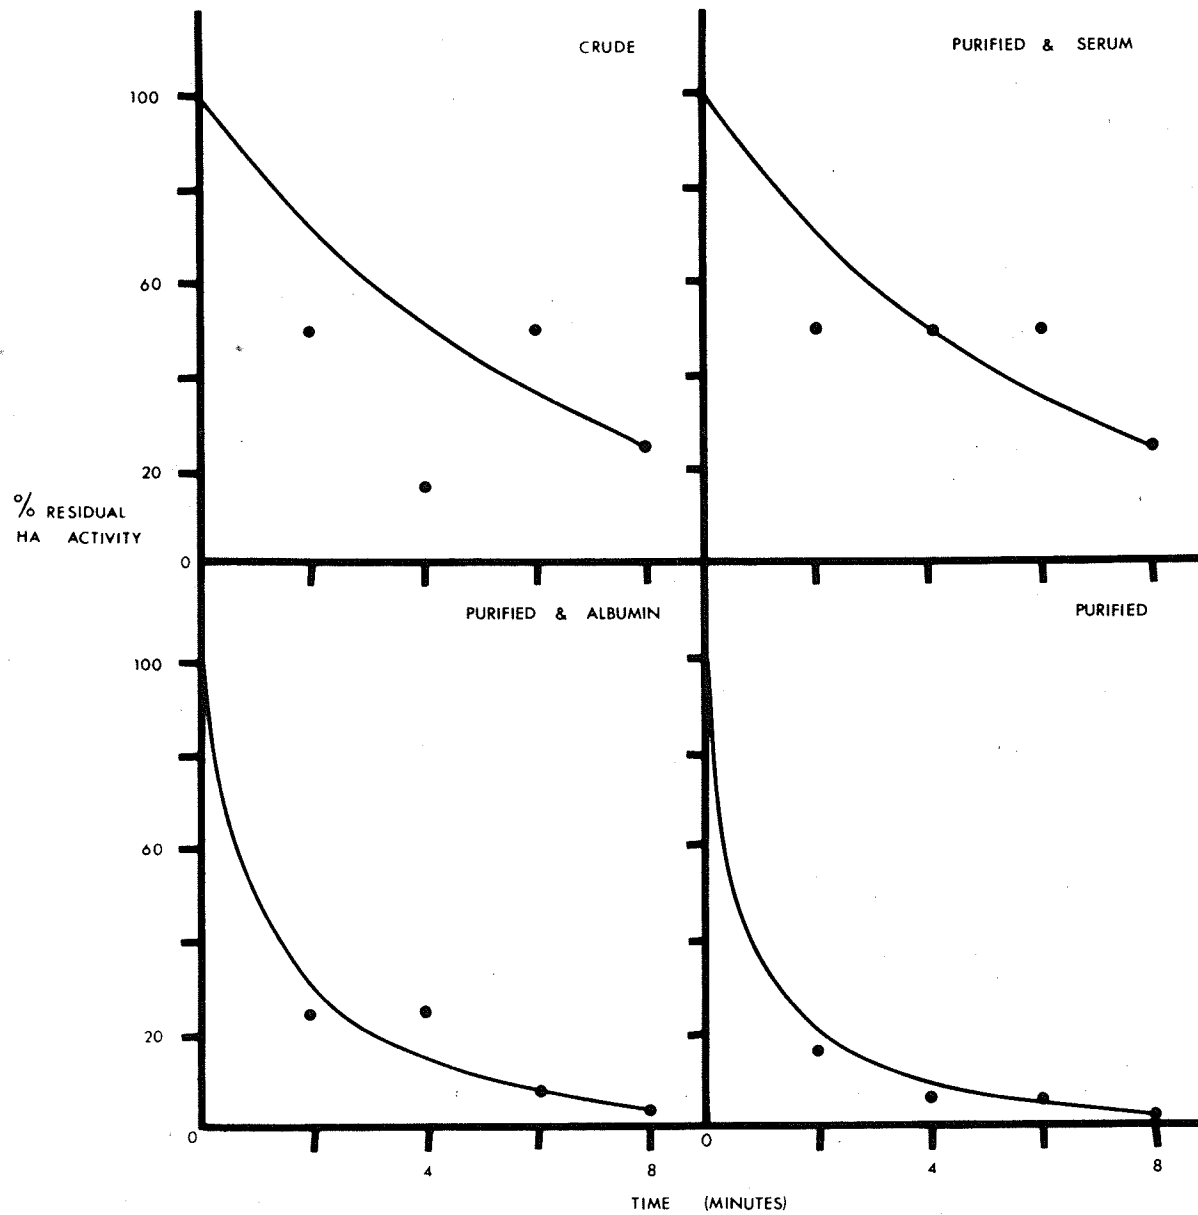 CRUDE
PURIFIED & SERUM
100
60
20
% RESIDUAL
HA ACTIVITY
0
PURIFIED & ALBUMIN
PURIFIED
100
60
20
0
4
8
0
4
8
TIME (MINUTES)